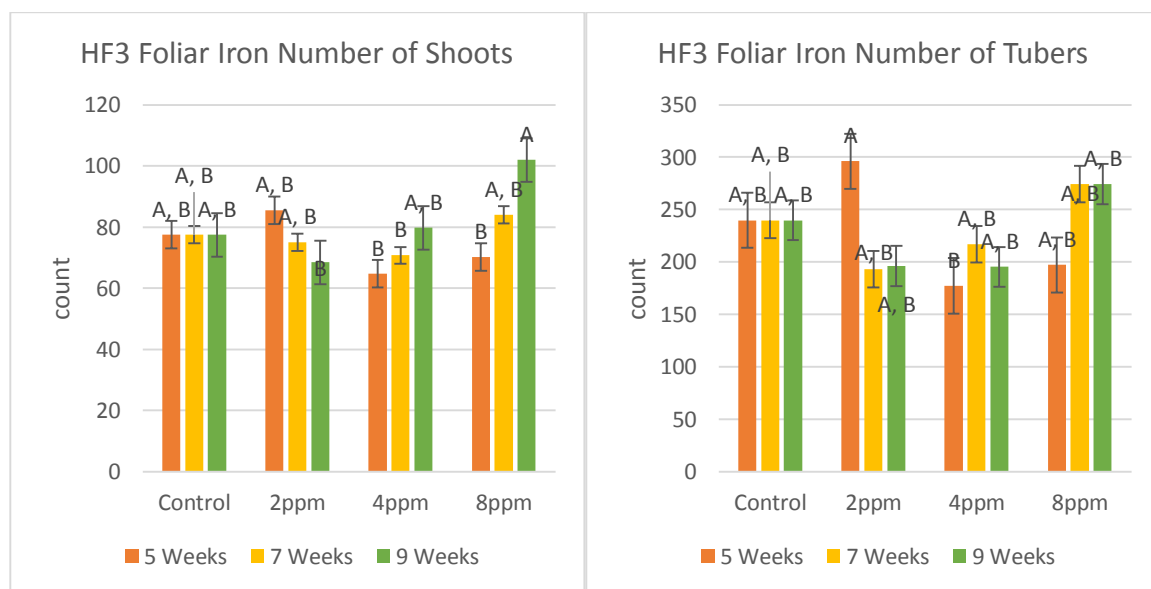 HF3 Foliar Iron Number of Shoots
120
100
80
60
40
20
0
count
A, B
A, B
A, B
A, B
A, B
B
B
B
A, B
B
A, B
A
Control
2ppm
4ppm
8ppm
5 Weeks
7 Weeks
9 Weeks
HF3 Foliar Iron Number of Tubers
350
300
250
200
150
100
50
0
count
A, B
A, B
A, B
A
A, B
A, B
B
A, B
A, B
A, B
A, B
Control
2ppm
4ppm
8ppm
5 Weeks
7 Weeks
9 Weeks